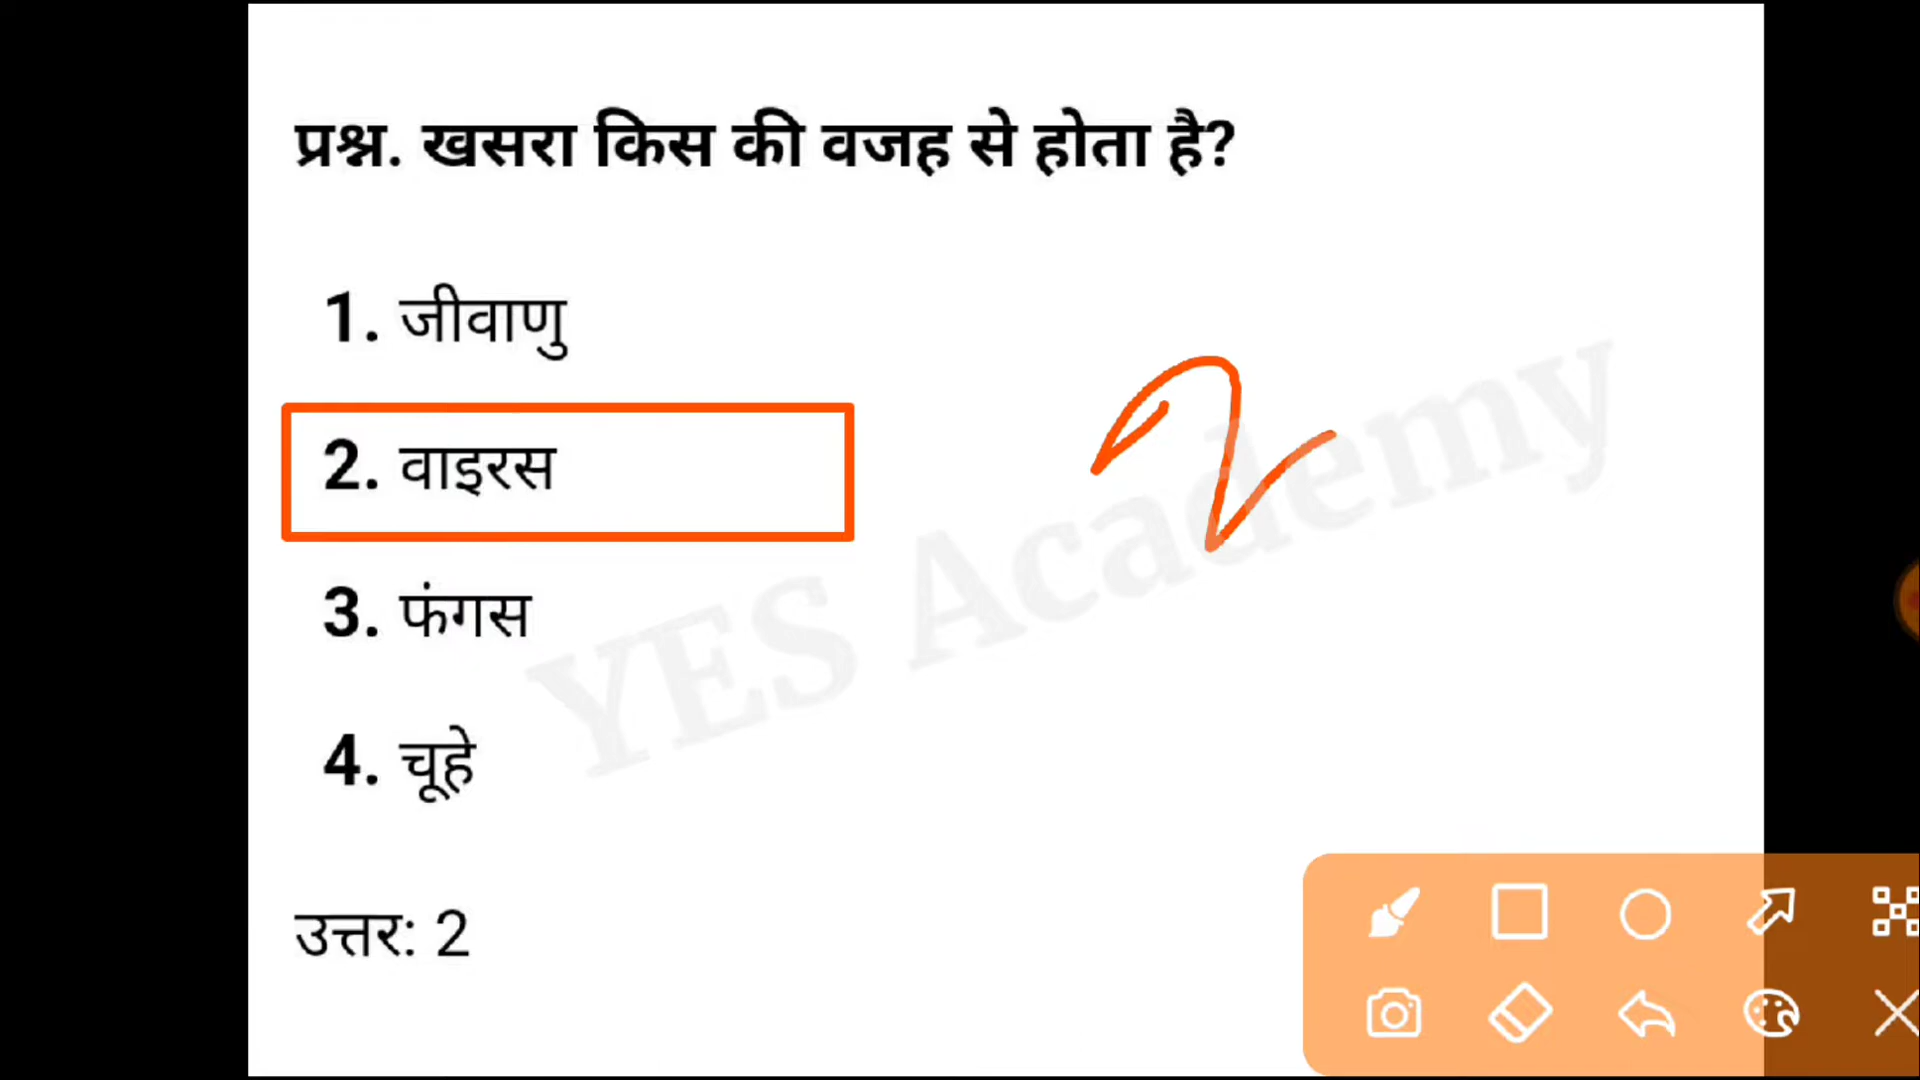 प्रश्न. खसरा किस की वजह से होता है?
1. जीवाणु
2. वाइरस
2
3. फंगस
YES Academy
4. चूहे
उत्तर: 2